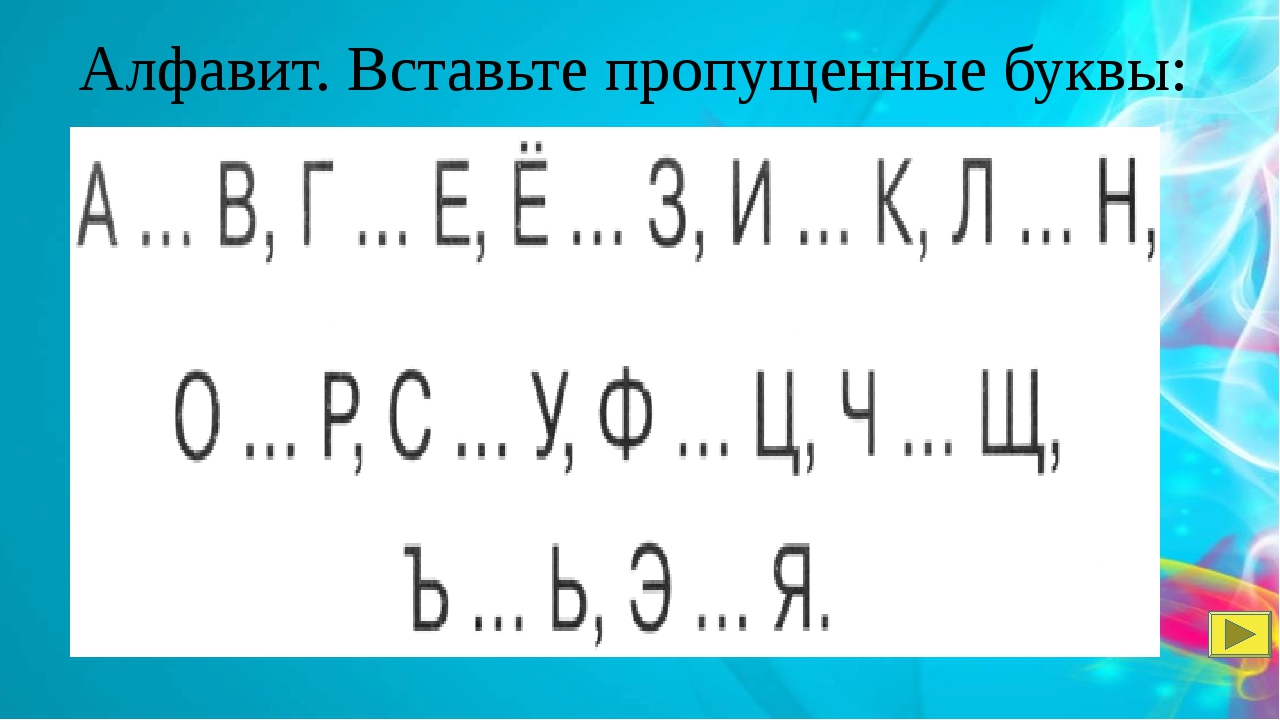 Алфавит. Вставьте пропущенные буквы:
А ... В, Г ... Е, Ё ... З, И ... К, Л ... Н,
О ... Р, С ... У, Ф ... Ц, Ч ... Щ,
Ъ ... Ь, Э ... Я.